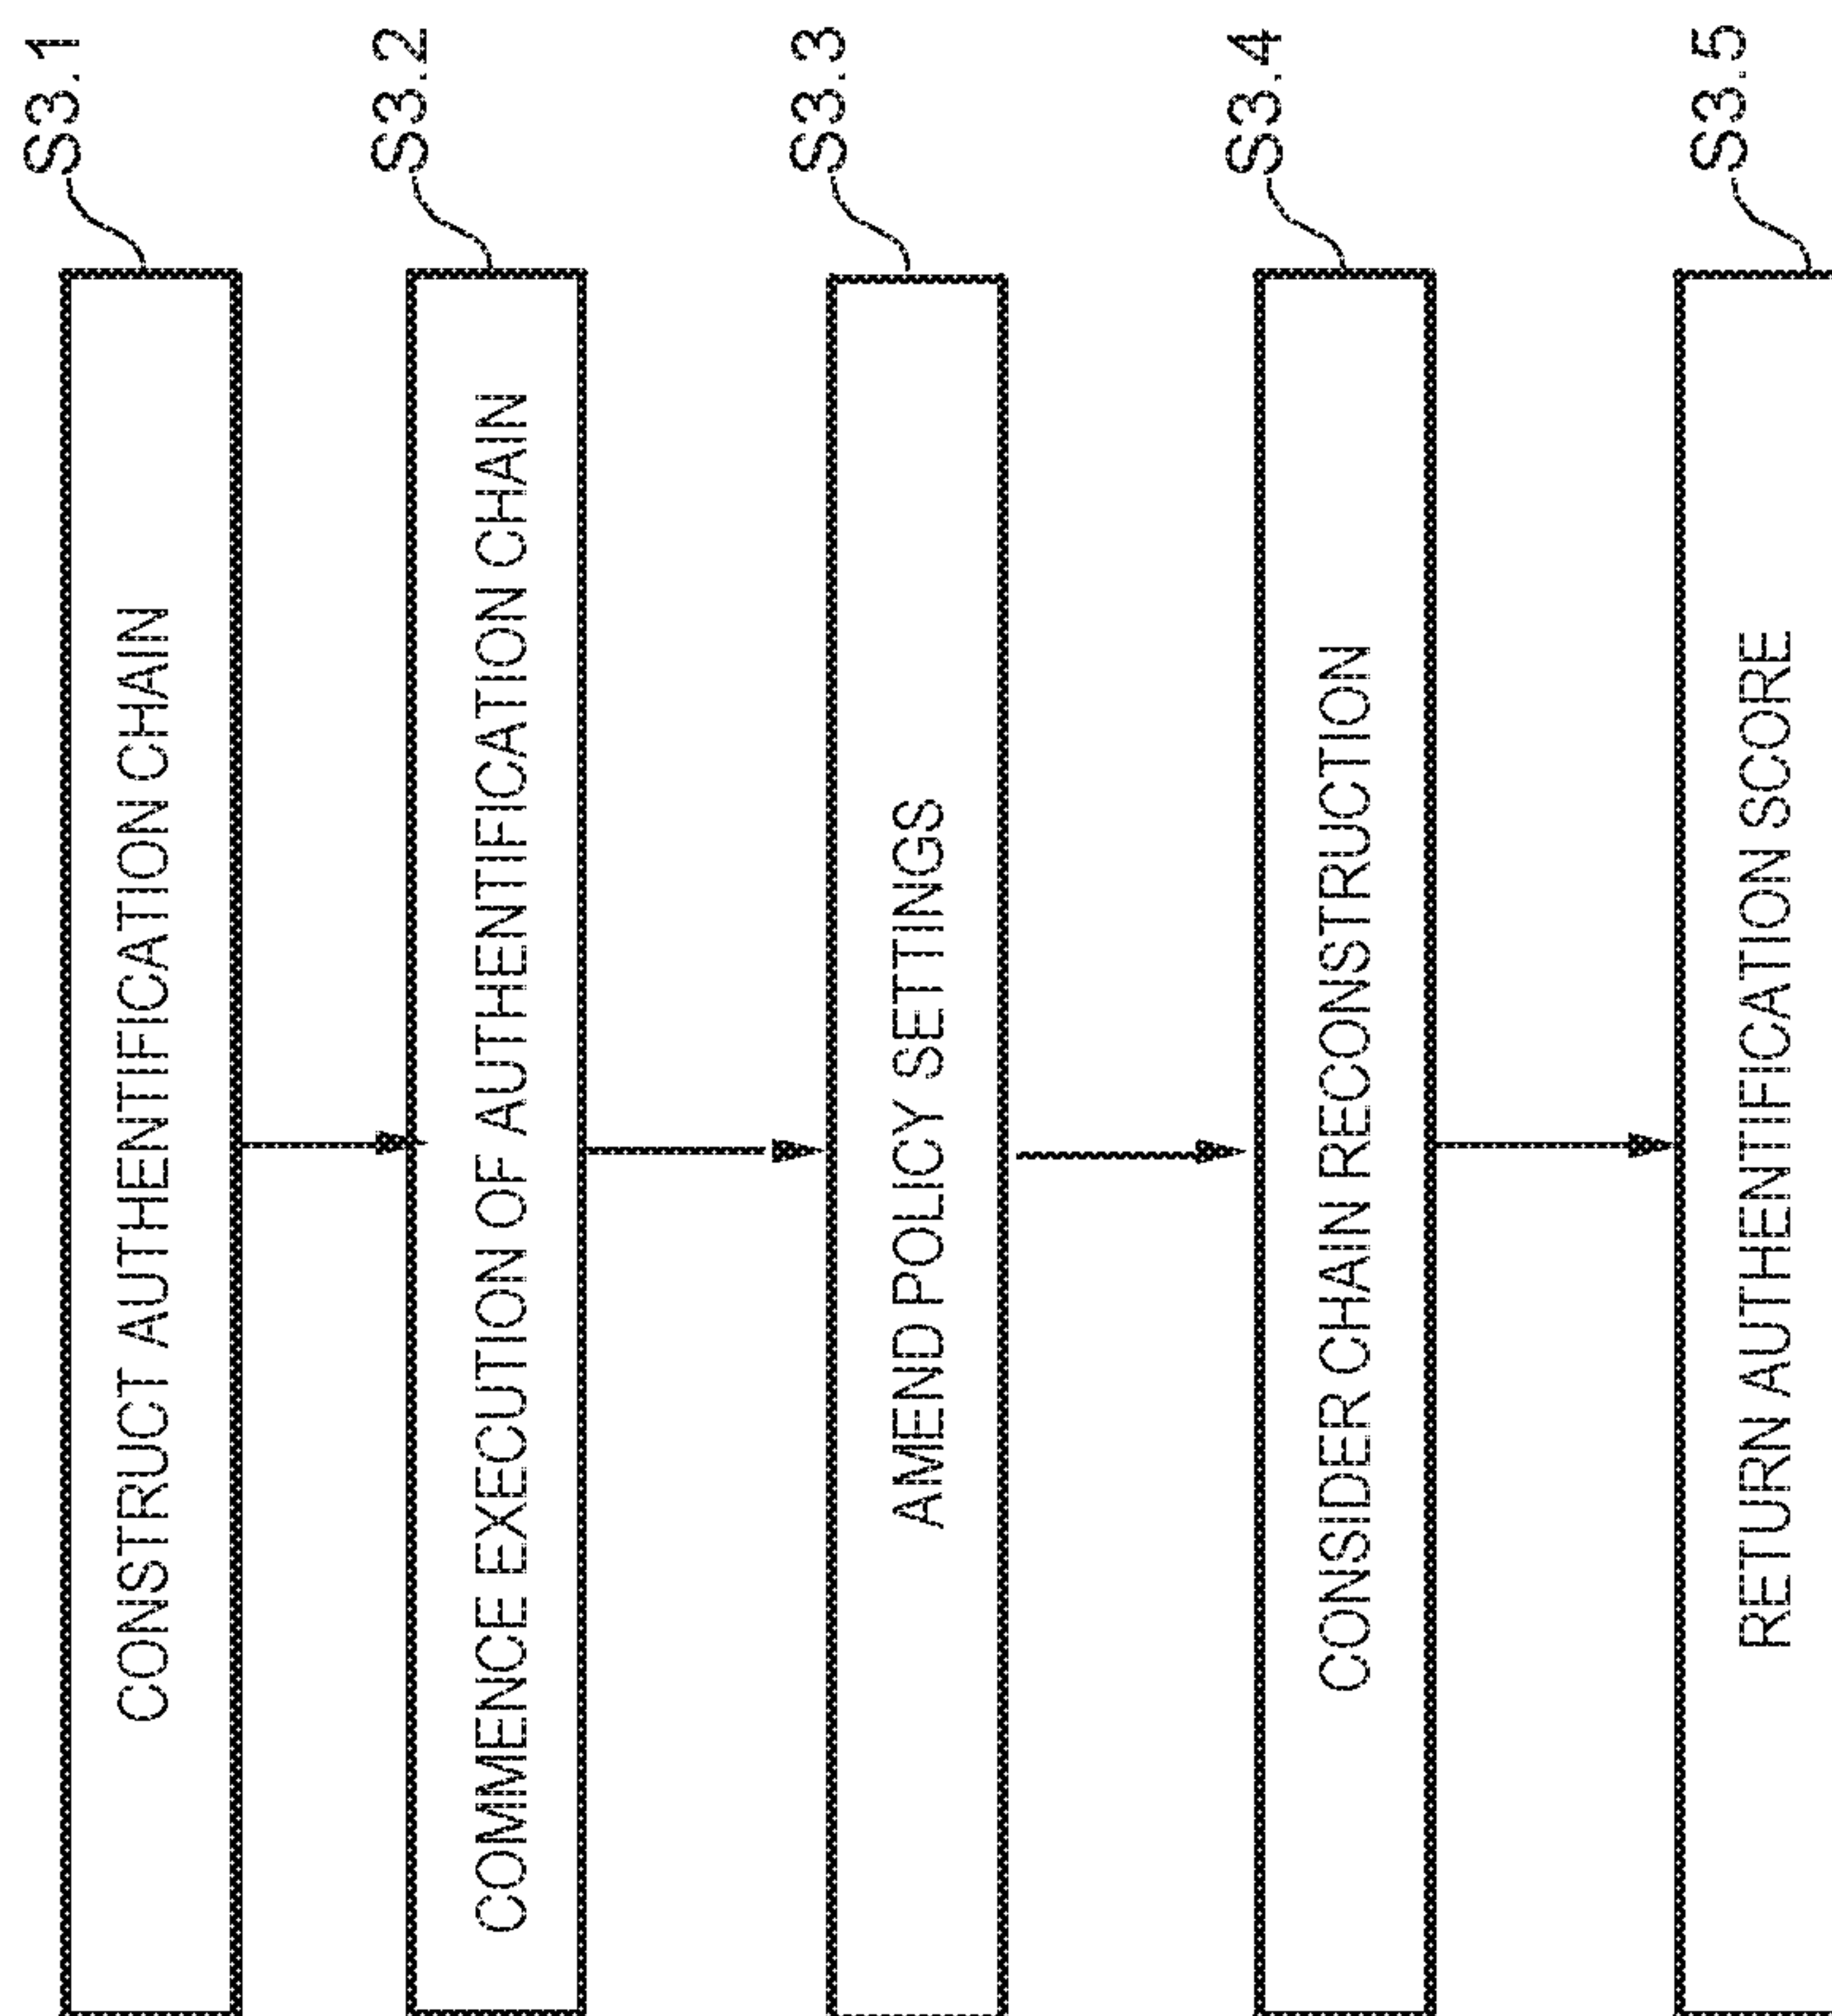 S3.1
CONSTRUCT AUTHENTIFICATION CHAIN
S3.2
COMMENCE EXECUTION OF AUTHENTIFICATION CHAIN
S3.3
AMEND POLICY SETTINGS
S3.4
CONSIDER CHAIN RECONSTRUCTION
S3.5
RETURN AUTHENTIFICATION SCORE